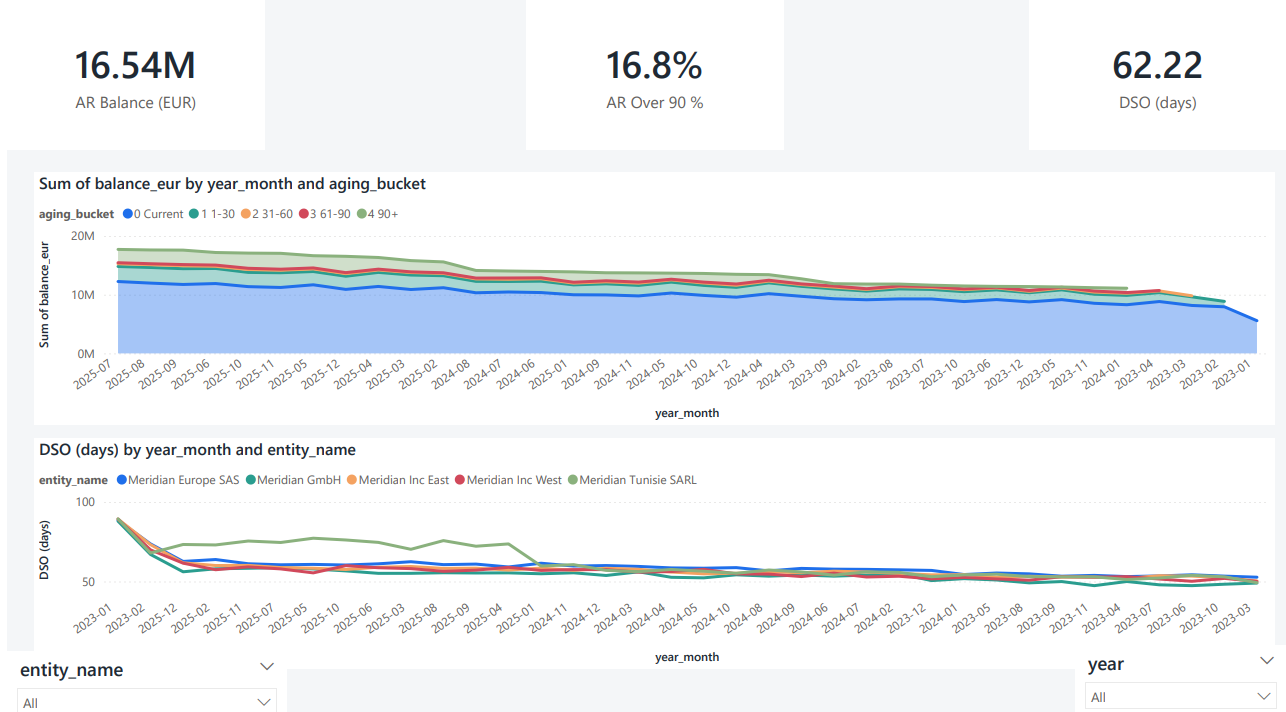 16.54M
AR Balance (EUR)
16.8%
AR Over 90 %
62.22
DSO (days)
Sum of balance_eur by year_month and aging_bucket
aging_bucket 0 Current 1 1-30 2 31-60 3 61-90 4 90+
Sum of balance_eur
20M
10M
0M
2025-07 2025-08 2025-09 2025-06 2025-10 2025-11 2025-05 2025-12 2025-04 2025-03 2025-02 2024-08 2024-07 2024-06 2025-01 2024-09 2024-11 2024-05 2024-10 2024-12 2024-04 2024-03 2023-09 2024-02 2023-08 2023-07 2023-10 2023-06 2023-12 2023-05 2023-11 2024-01 2023-04 2023-03 2023-02 2023-01
year_month
DSO (days) by year_month and entity_name
entity_name Meridian Europe SAS Meridian GmbH Meridian Inc East Meridian Inc West Meridian Tunisie SARL
DSO (days)
100
50
2023-01 2023-02 2025-12 2025-02 2025-11 2025-08 2025-05 2025-10 2025-06 2025-07 2025-03 2025-04 2025-09 2025-01 2024-11 2024-12 2024-03 2024-04 2024-05 2024-10 2024-08 2024-09 2024-06 2024-07 2024-02 2023-12 2024-01 2023-05 2023-08 2023-09 2023-11 2023-04 2023-07 2023-06 2023-10 2023-03
year_month
entity_name
All
year
All